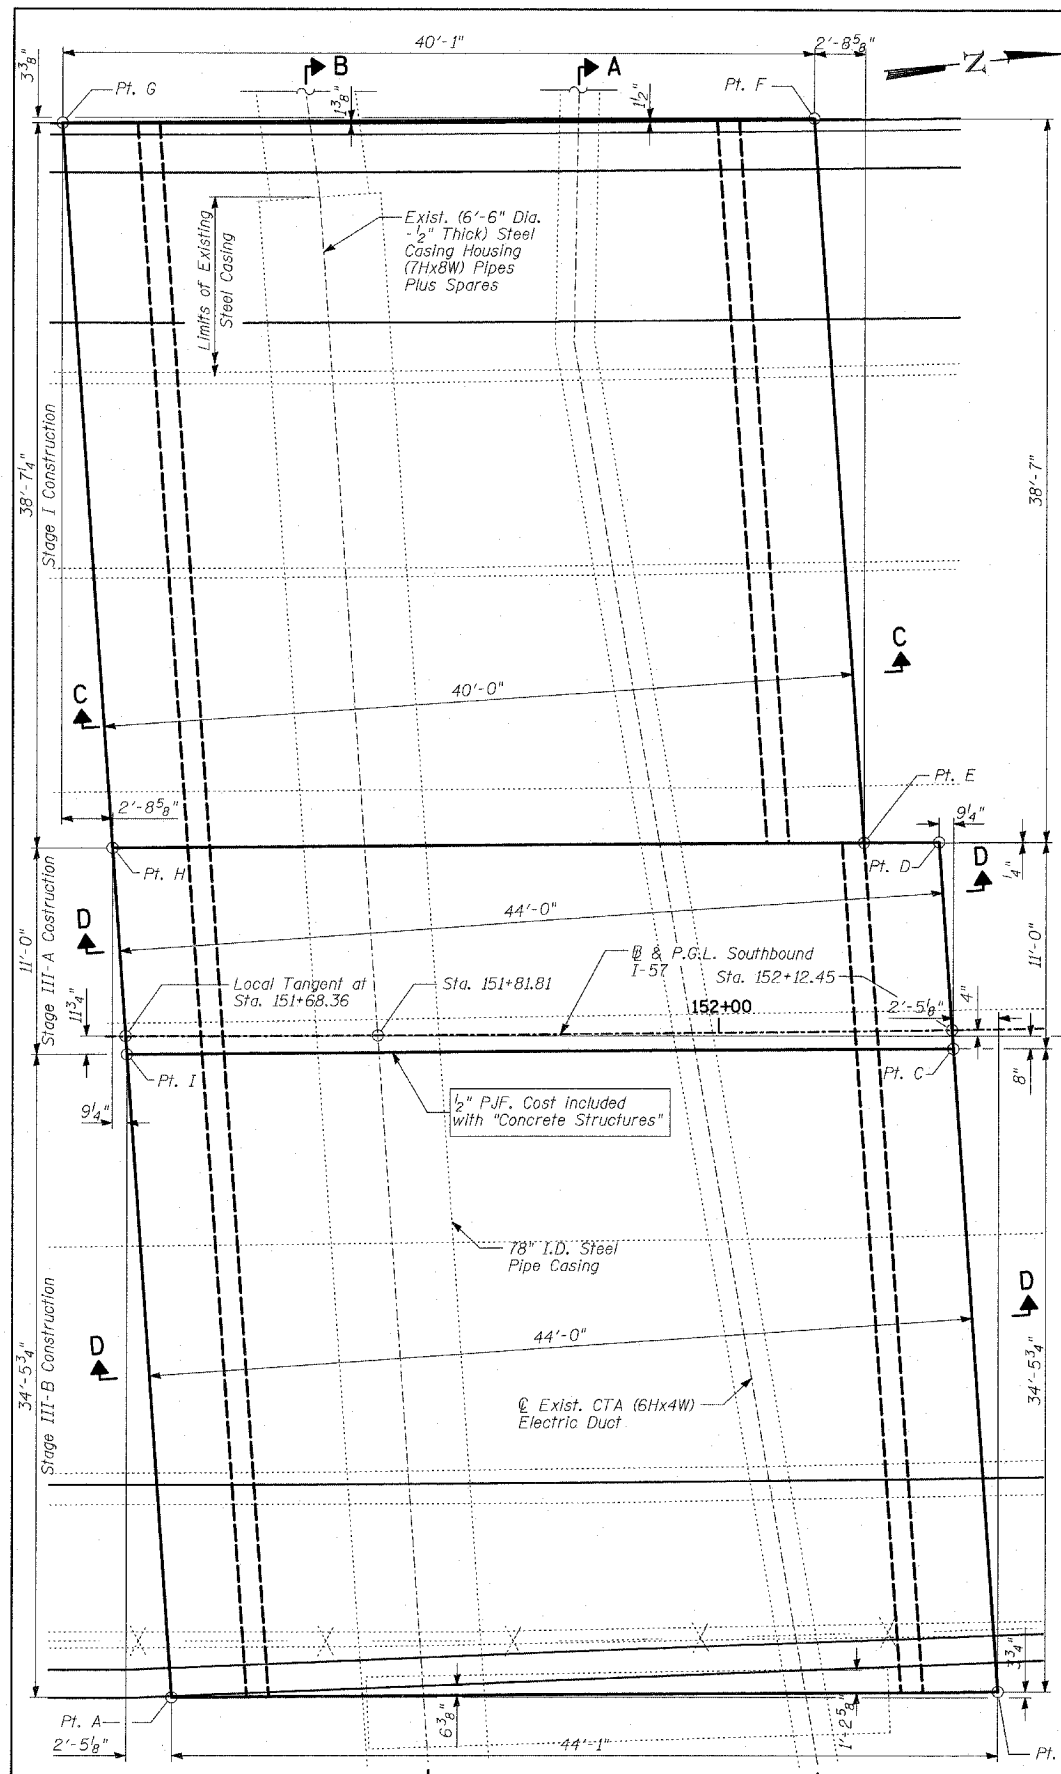 40'-1"
2'-8⅝"
3⅜"
Pt. G
B
A
Pt. F
Z
1⅜"
1½"
Exist. (6'-6" Dia.
-½" Thick) Steel
Casing Housing
(7Hx8W) Pipes
Plus Spares
Limits of Existing
Steel Casing
38'-7¼"
Stage I Construction
38'-7"
C
C
40'-0"
2'-8⅝"
Pt. E
9¼"
Pt. H
Pt. D
D
¼"
D
44'-0"
11'-0"
Stage III-A Costruction
11'-0"
⅊ & P.G.L. Southbound
I-57
Sta. 152+12.45
Local Tangent at
Sta. 151+68.36
Sta. 151+81.81
11¾"
152+00
2'-5⅛"
4"
Pt. I
Pt. C
8"
9¼"
½" PJF. Cost included
with "Concrete Structures"
78" I.D. Steel
Pipe Casing
D
D
44'-0"
34'-5¾"
Stage III-B Construction
34'-5¾"
℄ Exist. CTA (6Hx4W)
Electric Duct
3¾"
Pt. A
6⅜"
1'-2⅝"
2'-5⅛"
44'-1"
Pt.